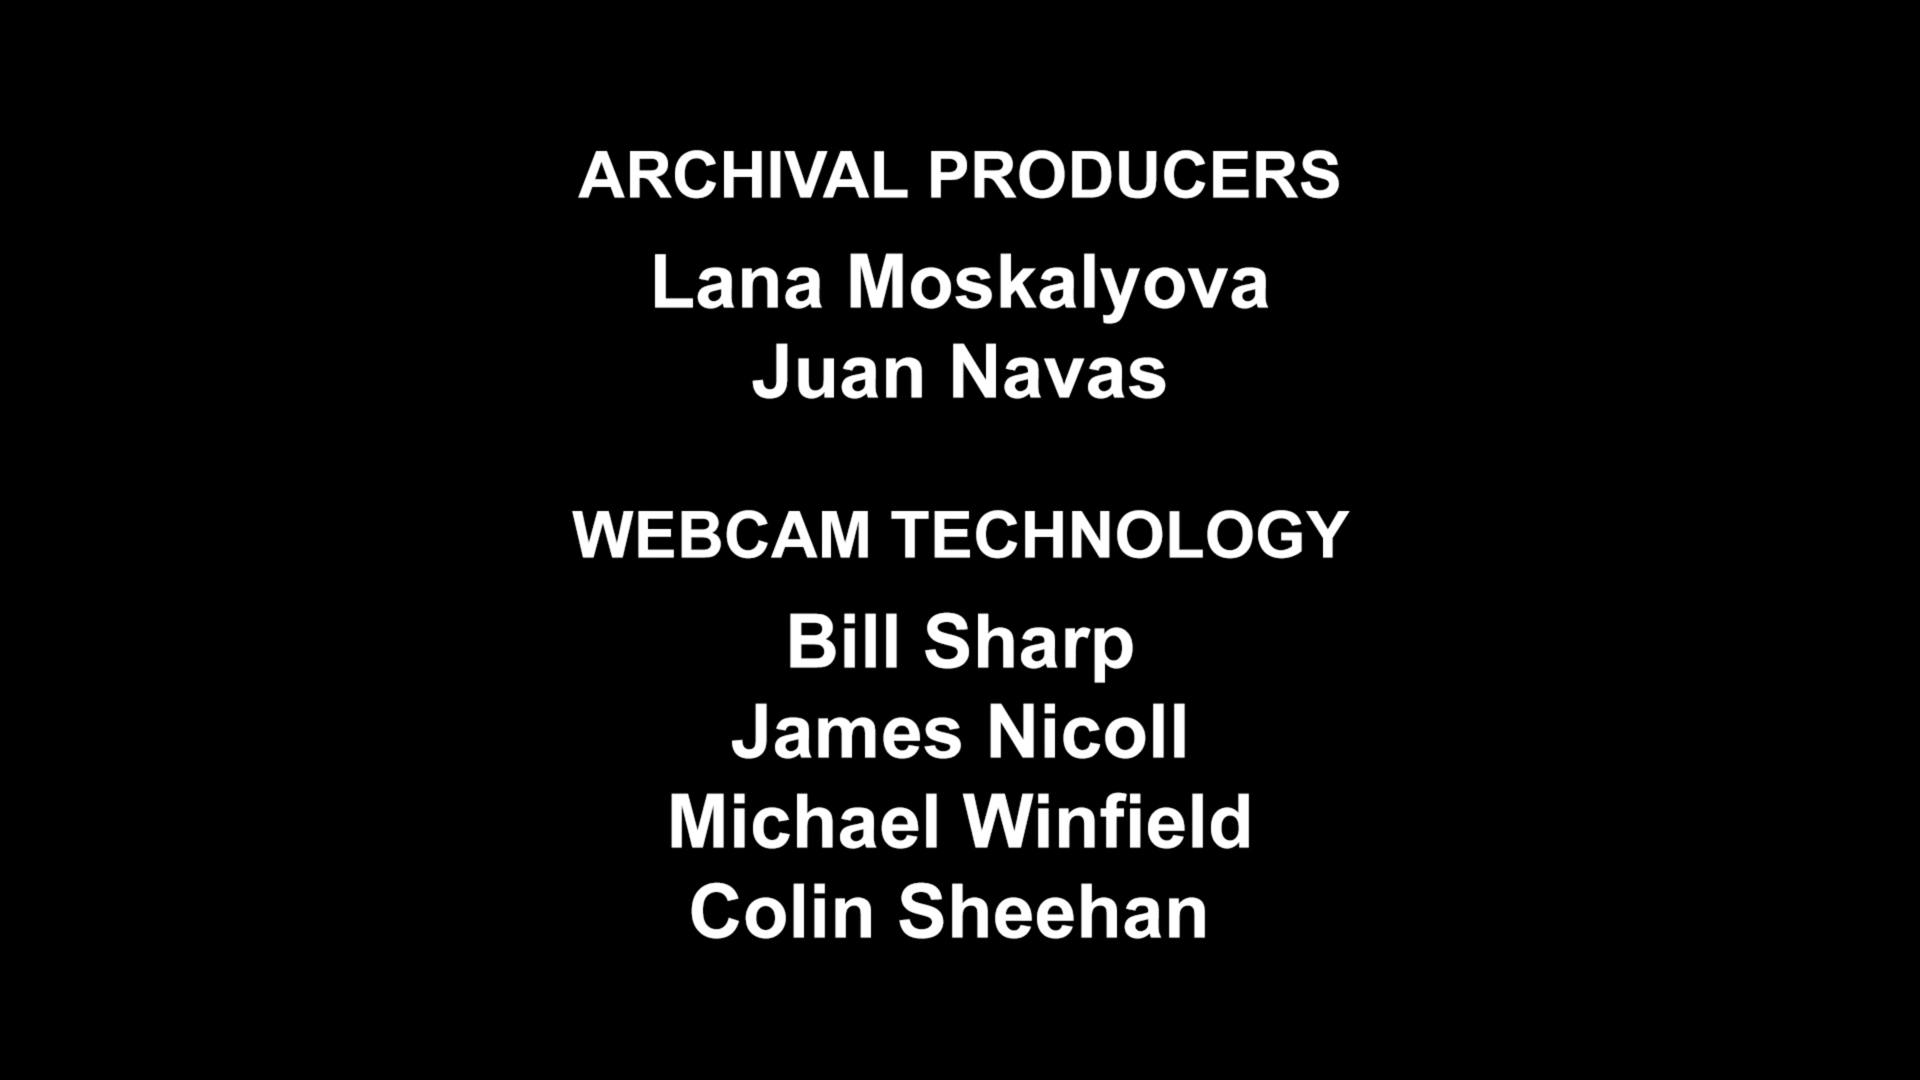 ARCHIVAL PRODUCERS
Lana Moskalyova
Juan Navas
WEBCAM TECHNOLOGY
Bill Sharp
James Nicoll
Michael Winfield
Colin Sheehan